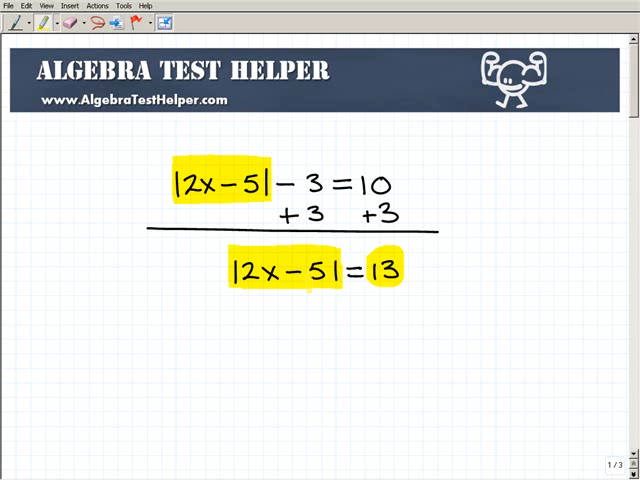 File Edit View Insert Actions Tools Help
ALGEBRA TEST HELPER
www.AlgebraTestHelper.com
|2x − 5| − 3 = 10
+ 3 +3
|2x − 5| = 13
1 / 3